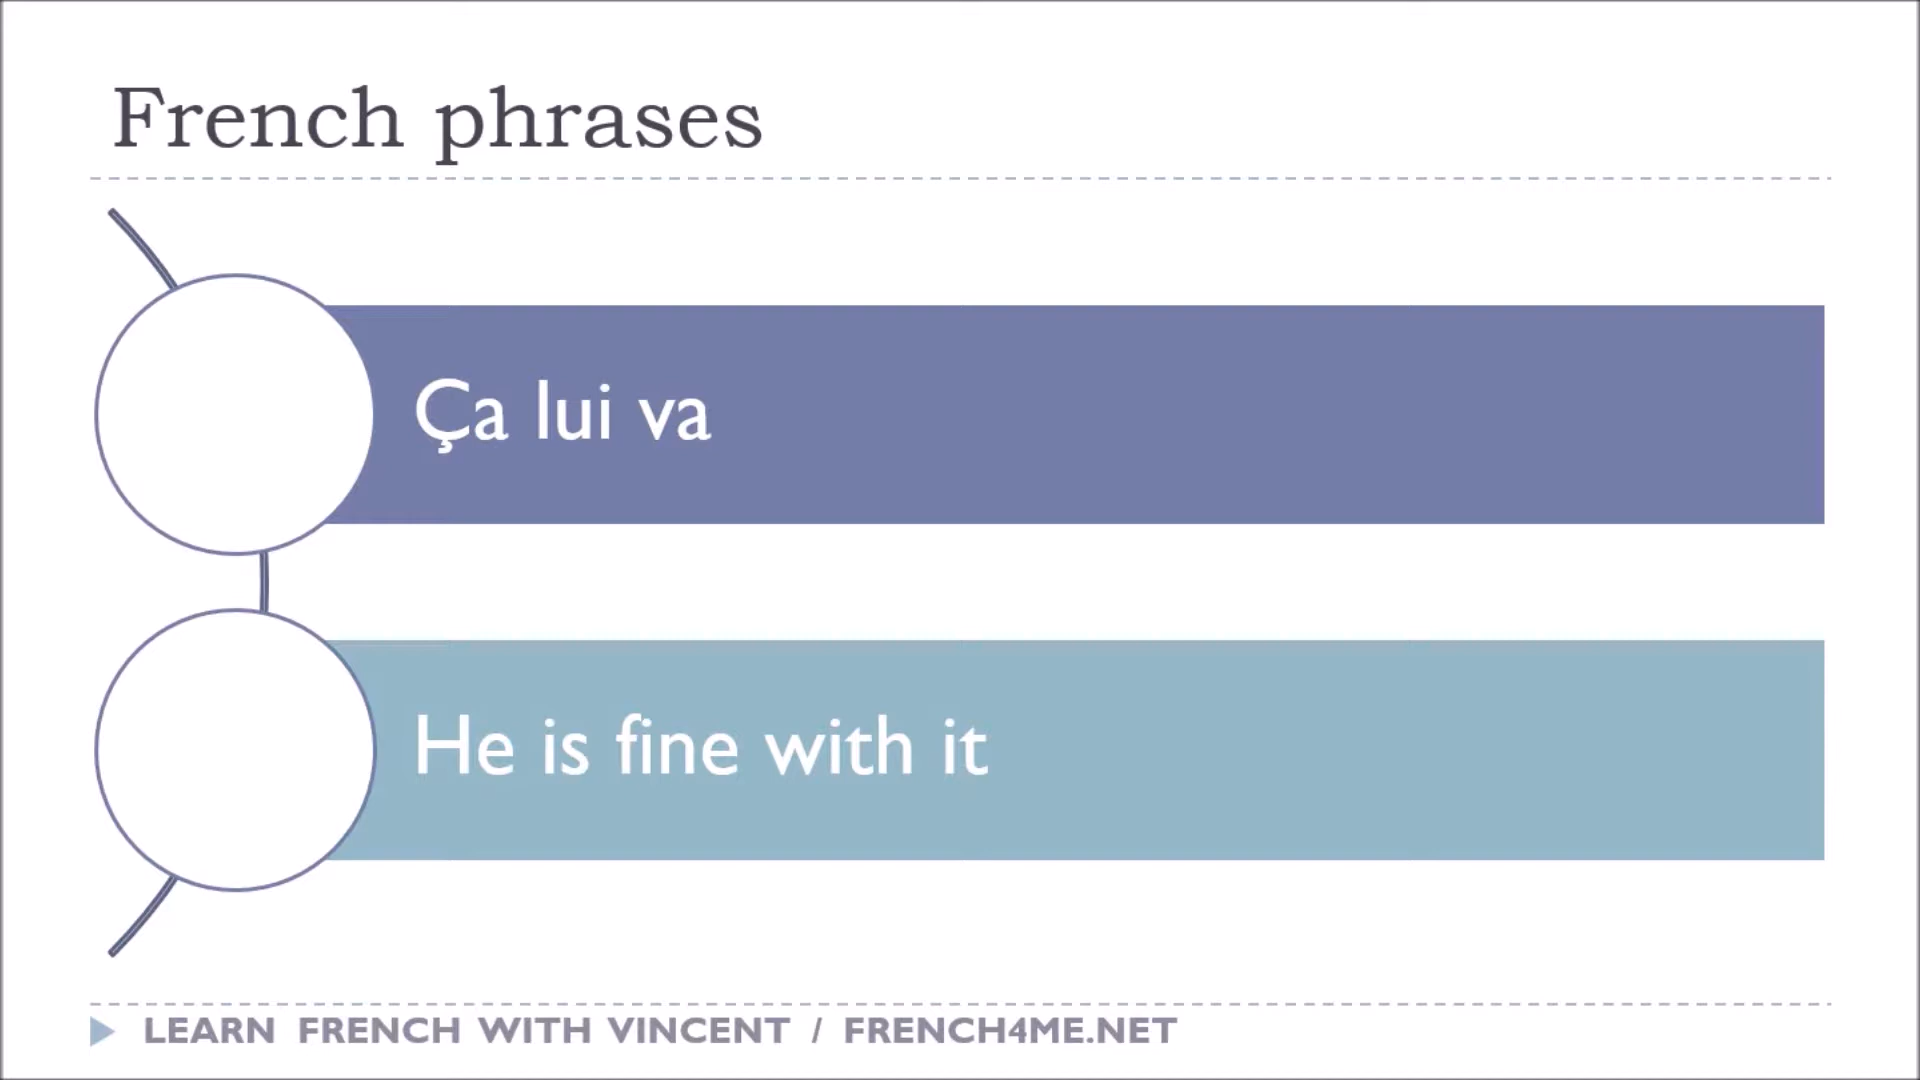 French phrases
Ça lui va
He is fine with it
LEARN FRENCH WITH VINCENT / FRENCH4ME.NET